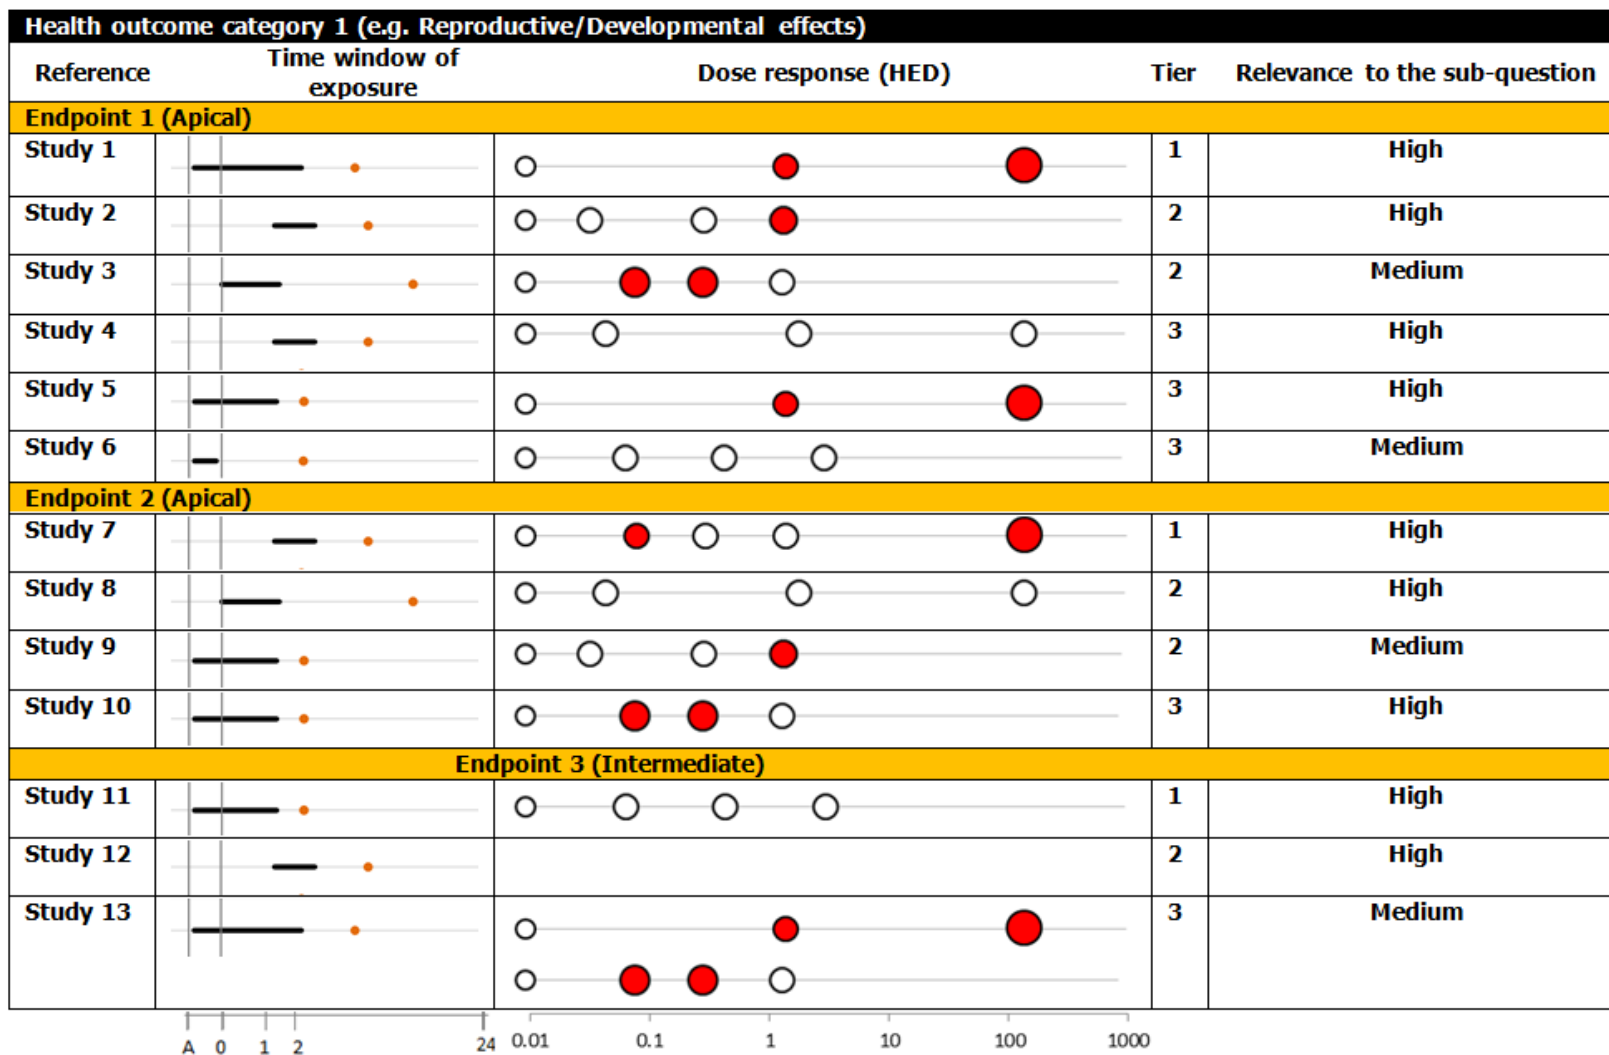 Health outcome category 1 (e.g. Reproductive/Developmental effects)
Reference
Time window of
exposure
Dose response (HED)
Tier
Relevance to the sub-question
Endpoint 1 (Apical)
Study 1
1
High
Study 2
2
High
Study 3
2
Medium
Study 4
3
High
Study 5
3
High
Study 6
3
Medium
Endpoint 2 (Apical)
Study 7
1
High
Study 8
2
High
Study 9
2
Medium
Study 10
3
High
Endpoint 3 (Intermediate)
Study 11
1
High
Study 12
2
High
Study 13
3
Medium
A 0 1 2 24
0.01 0.1 1 10 100 1000